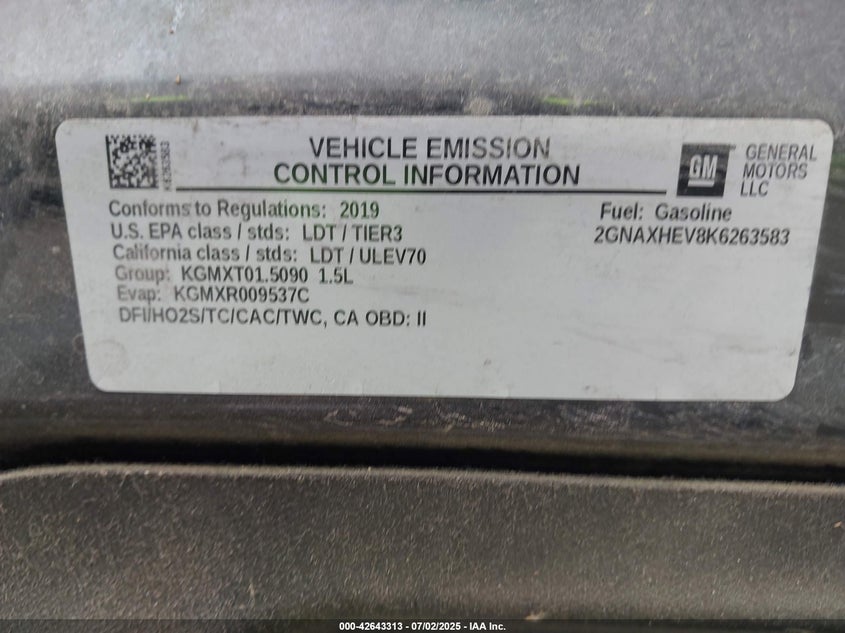 VEHICLE EMISSION
CONTROL INFORMATION
GM
GENERAL
MOTORS
LLC
Conforms to Regulations: 2019
U.S. EPA class / stds: LDT / TIER3
California class / stds: LDT / ULEV70
Group: KGMXT01.5090 1.5L
Evap: KGMXR009537C
DFI/HO2S/TC/CAC/TWC, CA OBD: II
Fuel: Gasoline
2GNAXHEV8K6263583
000-42643313 - 07/02/2025 - IAA Inc.